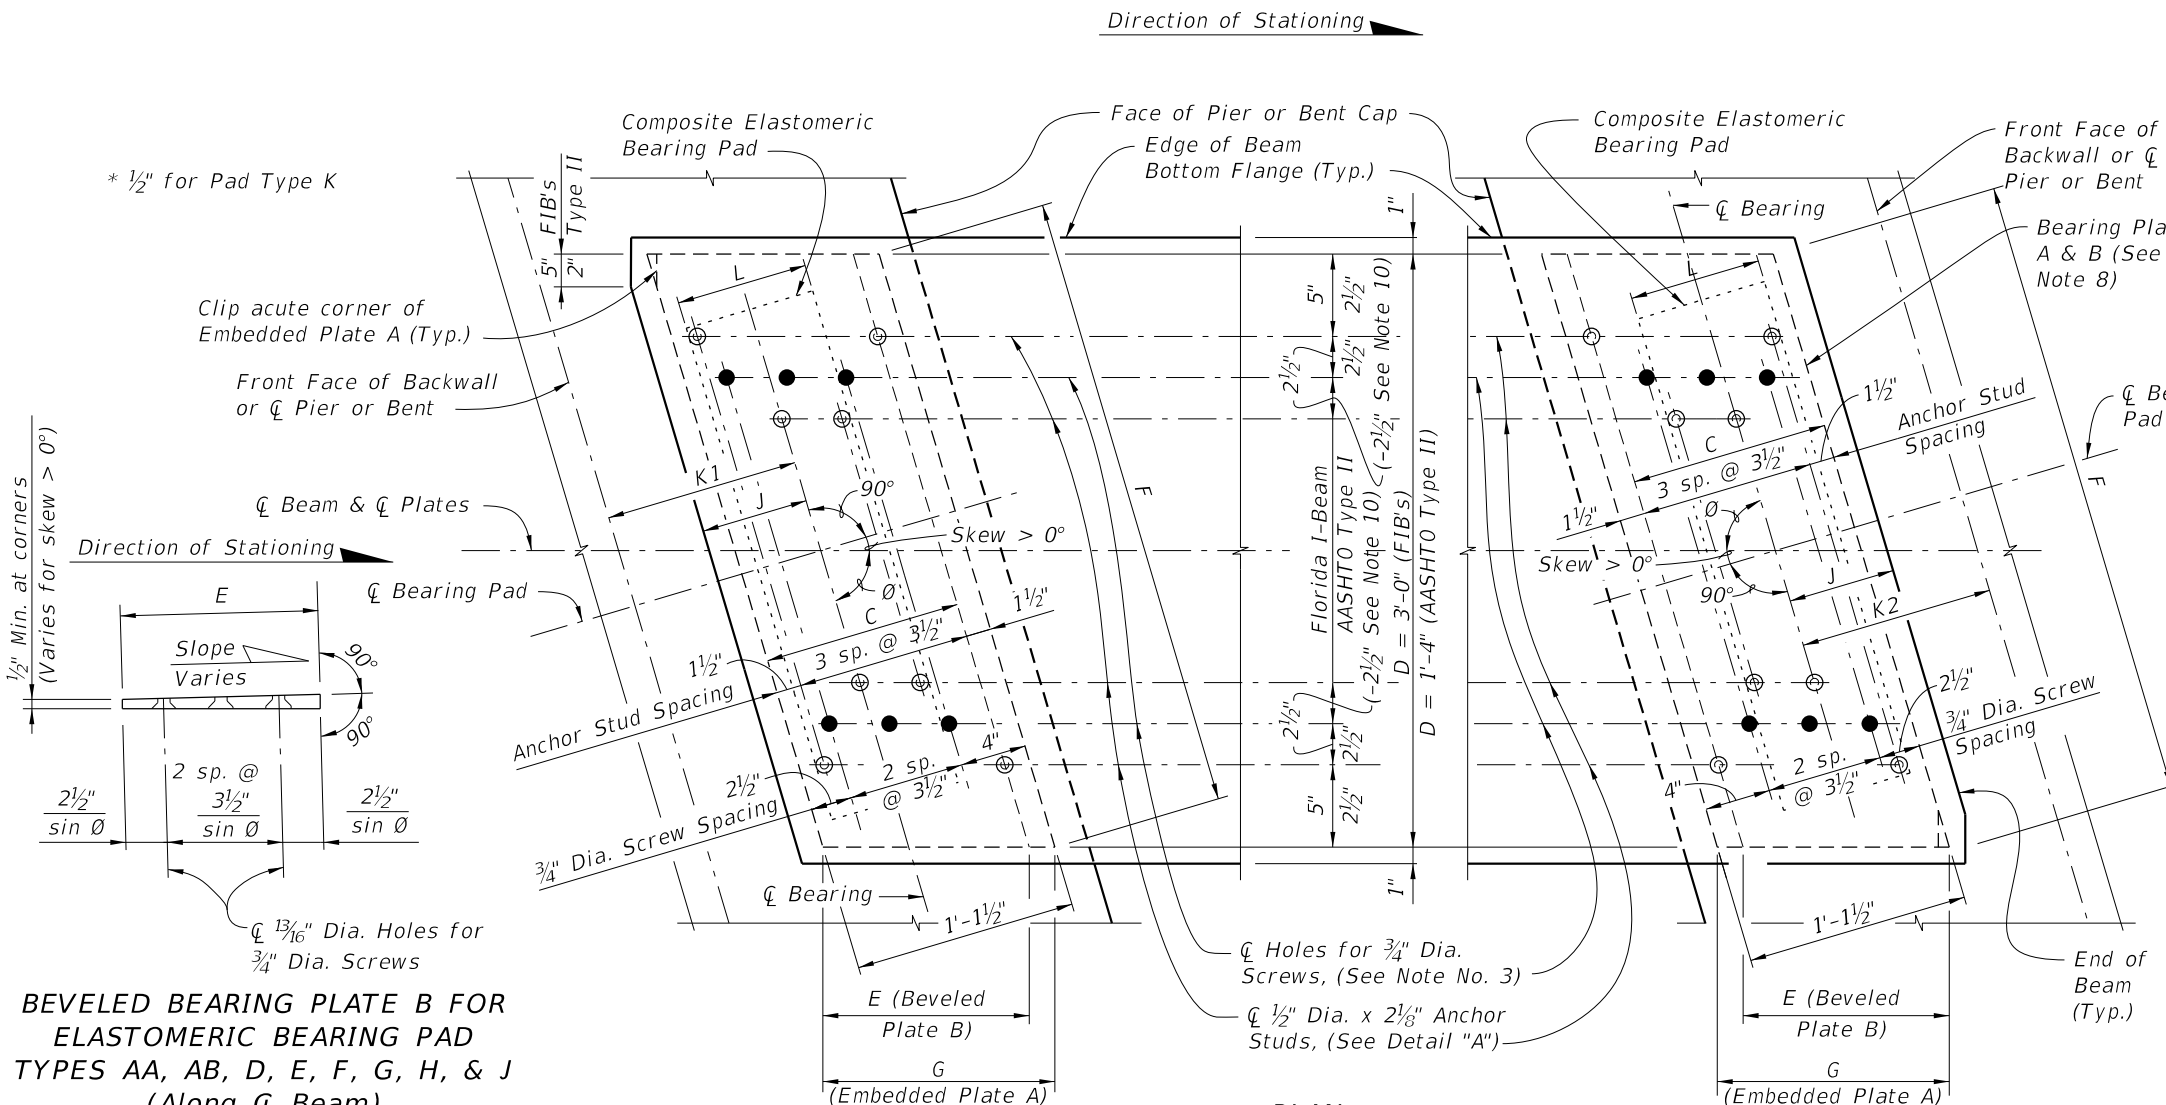 Direction of Stationing
* ½" for Pad Type K
FIB's
Type II
5"
2"
Composite Elastomeric
Bearing Pad
Face of Pier or Bent Cap
Edge of Beam
Bottom Flange (Typ.)
Composite Elastomeric
Bearing Pad
Front Face of
Backwall or ℄
Pier or Bent
℄ Bearing
Bearing Pla
A & B (See
Note 8)
Clip acute corner of
Embedded Plate A (Typ.)
Front Face of Backwall
or ℄ Pier or Bent
℄ Beam & ℄ Plates
℄ Bearing Pad
L
K1
J
90°
Skew > 0°
Ø
C
3 sp. @ 3½"
1½"
1½"
Anchor Stud Spacing
2½"
2 sp.
@ 3½"
4"
¾" Dia. Screw Spacing
℄ Bearing
1'-1½"
F
E (Beveled
Plate B)
G
(Embedded Plate A)
1"
5"
2½"
2½"
2½"
Florida I-Beam
AASHTO Type II
(-2½" See Note 10)
(-2½" See Note 10)
D = 3'-0" (FIB's)
D = 1'-4" (AASHTO Type II)
2½"
2½"
5"
2½"
1"
℄ Holes for ¾" Dia.
Screws, (See Note No. 3)
℄ ½" Dia. x 2⅛" Anchor
Studs, (See Detail "A")
L
1½"
Anchor Stud
Spacing
C
3 sp. @ 3½"
1½"
Ø
Skew > 0°
90°
J
K2
℄ Be
Pad
F
2½"
¾" Dia. Screw
Spacing
2 sp.
@ 3½"
4"
1'-1½"
E (Beveled
Plate B)
G
(Embedded Plate A)
End of
Beam
(Typ.)
½" Min. at corners
(Varies for skew > 0°)
Direction of Stationing
E
Slope
Varies
90°
90°
2 sp. @
3½"
sin Ø
2½"
sin Ø
2½"
sin Ø
℄ 13/16" Dia. Holes for
¾" Dia. Screws
BEVELED BEARING PLATE B FOR
ELASTOMERIC BEARING PAD
TYPES AA, AB, D, E, F, G, H, & J
(Along ℄ Beam)